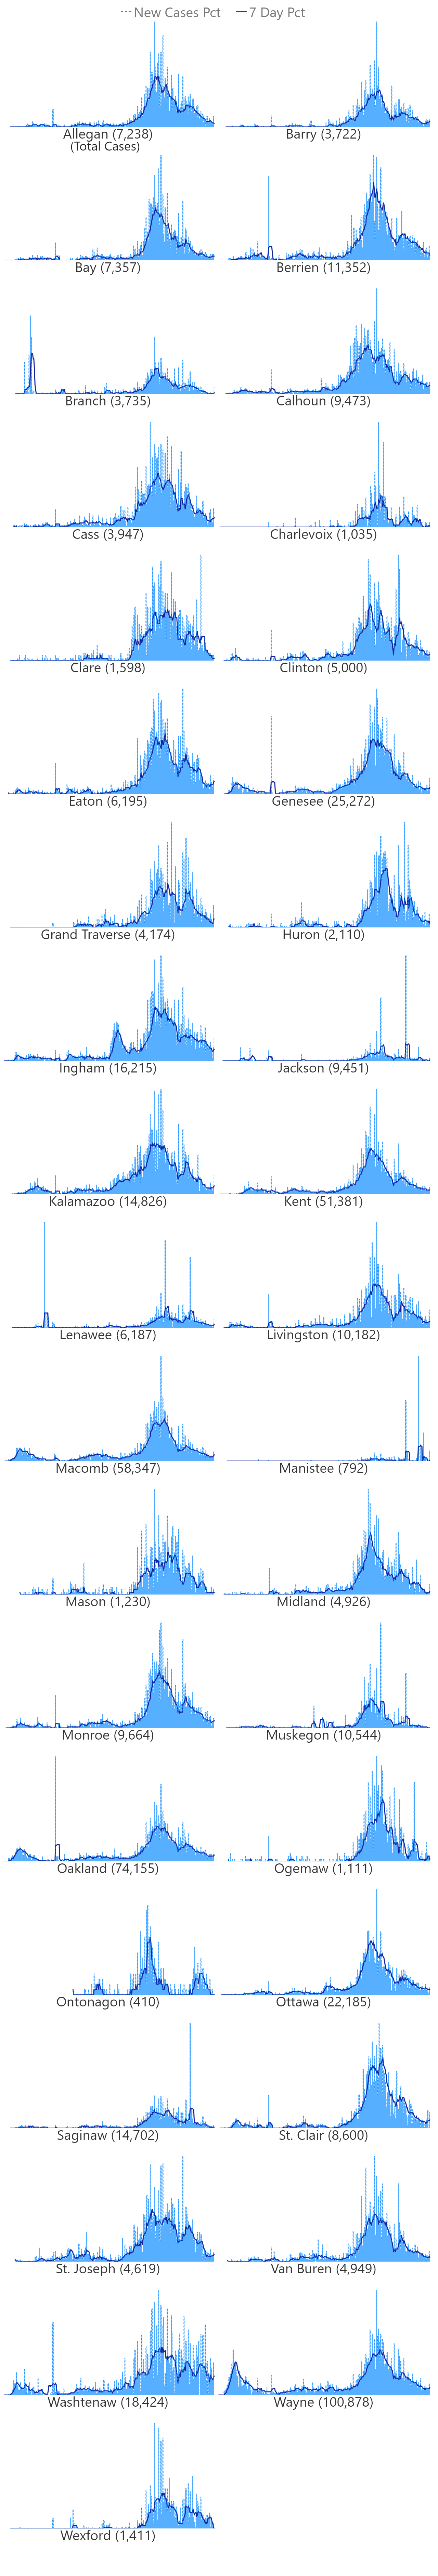 New Cases Pct 7 Day Pct
Allegan (7,238) Barry (3,722)
(Total Cases)
Bay (7,357) Berrien (11,352)
Branch (3,735) Calhoun (9,473)
Cass (3,947) Charlevoix (1,035)
Clare (1,598) Clinton (5,000)
Eaton (6,195) Genesee (25,272)
Grand Traverse (4,174) Huron (2,110)
Ingham (16,215) Jackson (9,451)
Kalamazoo (14,826) Kent (51,381)
Lenawee (6,187) Livingston (10,182)
Macomb (58,347) Manistee (792)
Mason (1,230) Midland (4,926)
Monroe (9,664) Muskegon (10,544)
Oakland (74,155) Ogemaw (1,111)
Ontonagon (410) Ottawa (22,185)
Saginaw (14,702) St. Clair (8,600)
St. Joseph (4,619) Van Buren (4,949)
Washtenaw (18,424) Wayne (100,878)
Wexford (1,411)